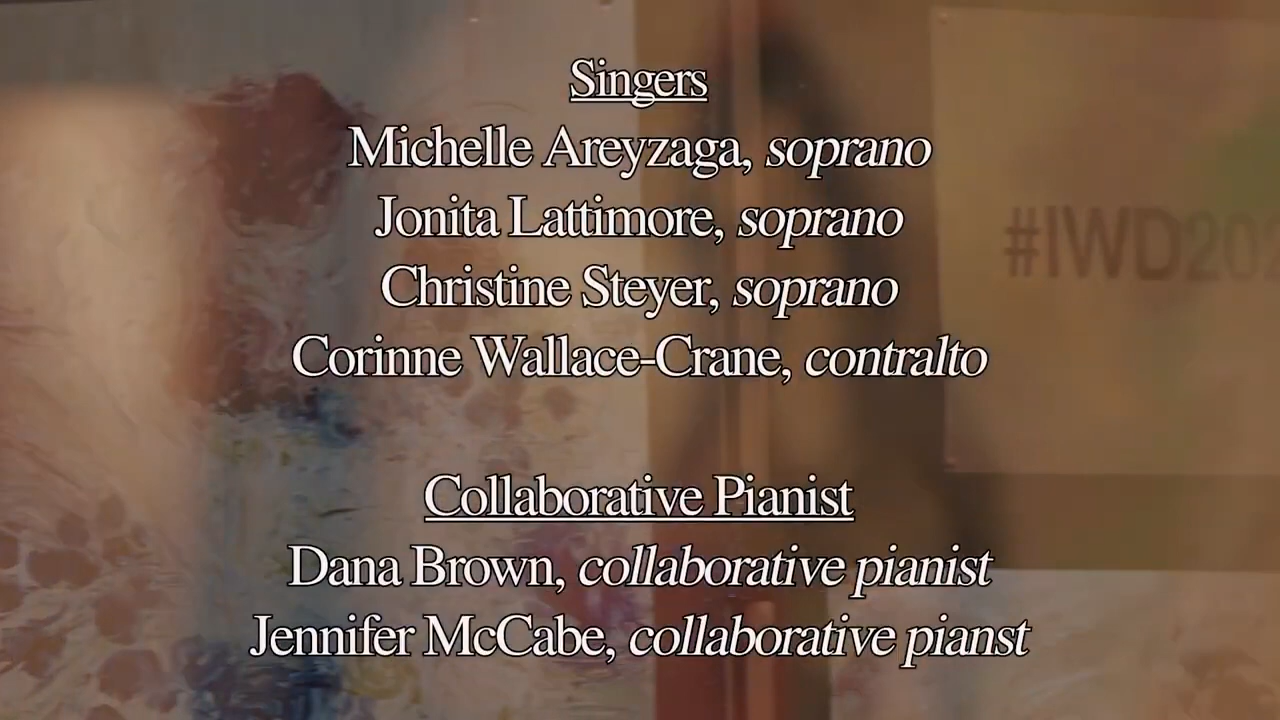 Singers
Michelle Areyzaga, soprano
Jonita Lattimore, soprano
Christine Steyer, soprano
Corinne Wallace-Crane, contralto
#IWD202
Collaborative Pianist
Dana Brown, collaborative pianist
Jennifer McCabe, collaborative pianst